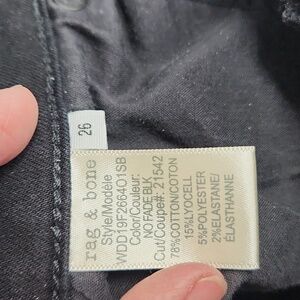 26
rag & bone
Style/Modèle
WDD19F266401SB
Color/Couleur:
NO FADE BLK
Cut/Coupe#: 21542
78%COTTON/COTON
15%LYOCELL
5%POLYESTER
2%ELASTANE/
ÉLASTHANNE